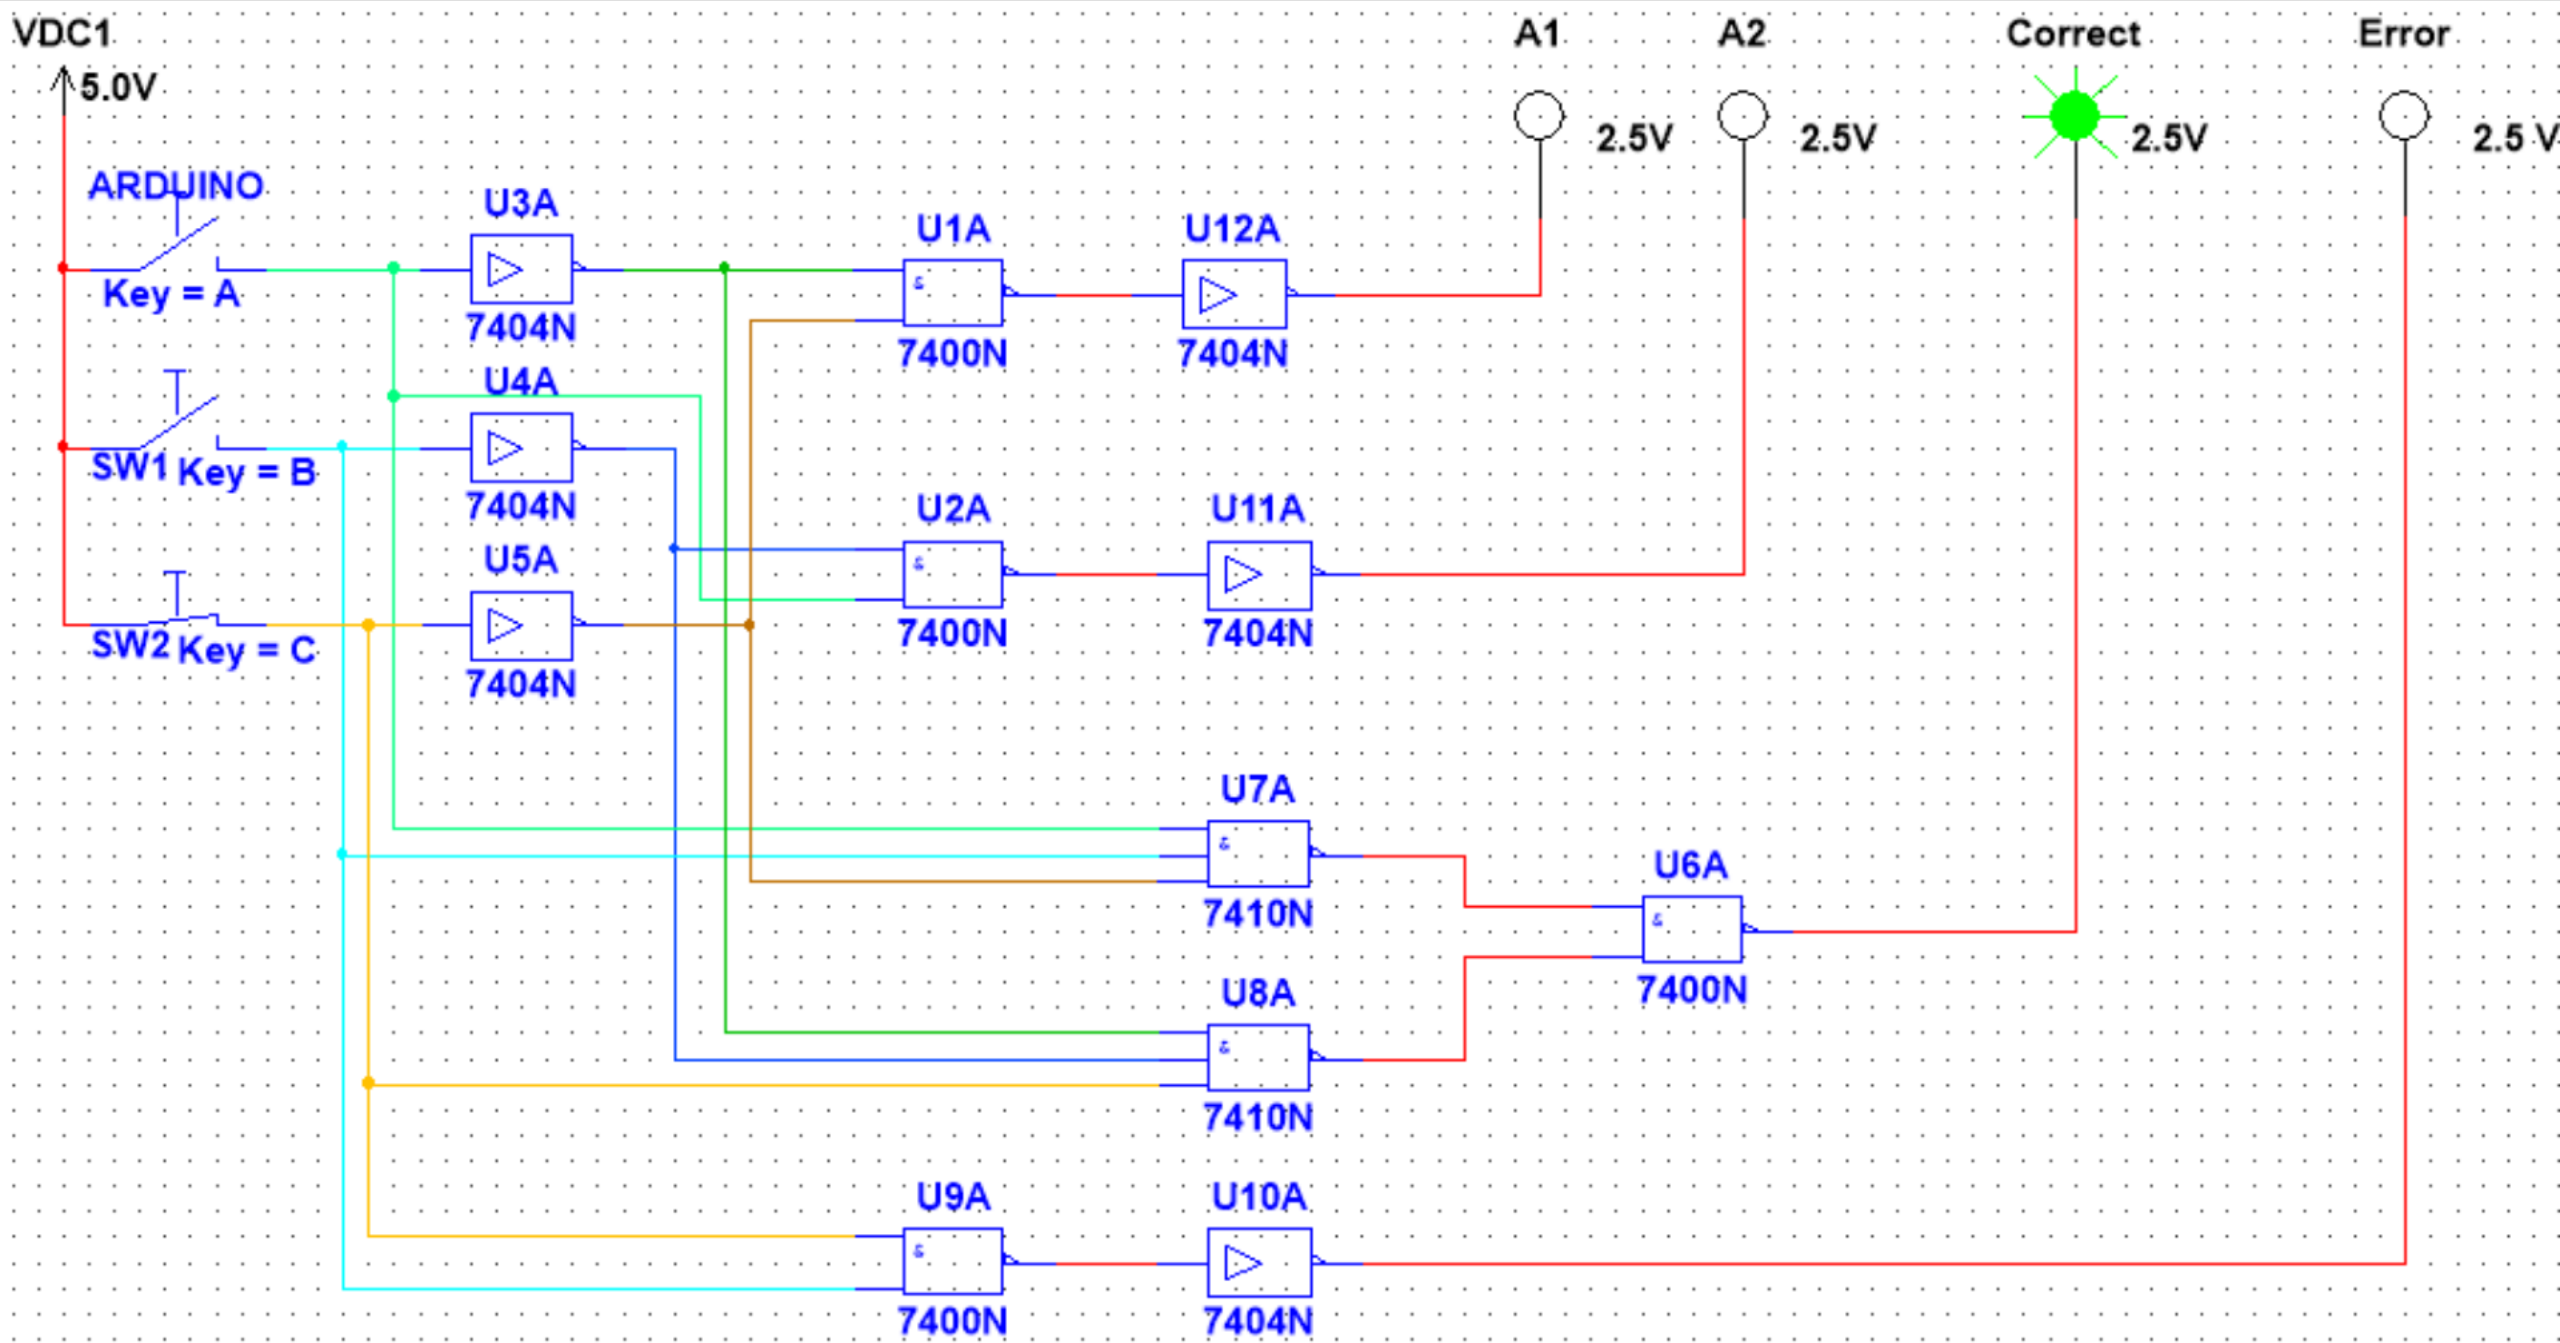 VDC1
5.0V
A1
A2
Correct
Error
2.5V
2.5V
2.5V
2.5 V
ARDUINO
Key = A
U3A
7404N
U1A
&
7400N
U12A
7404N
SW1 Key = B
U4A
7404N
U2A
&
7400N
U11A
7404N
SW2 Key = C
U5A
7404N
U7A
&
7410N
U6A
&
7400N
U8A
&
7410N
U9A
&
7400N
U10A
7404N